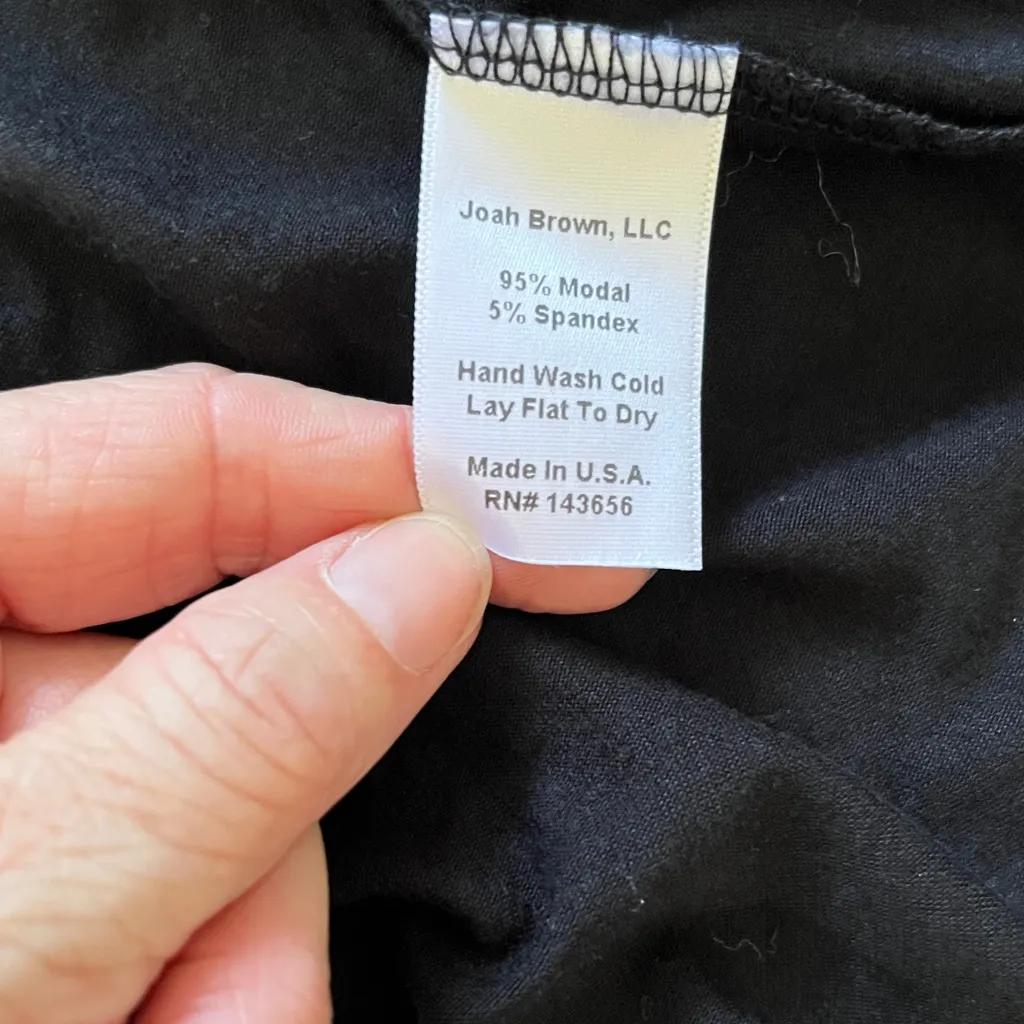 Joah Brown, LLC
95% Modal
5% Spandex
Hand Wash Cold
Lay Flat To Dry
Made In U.S.A.
RN# 143656